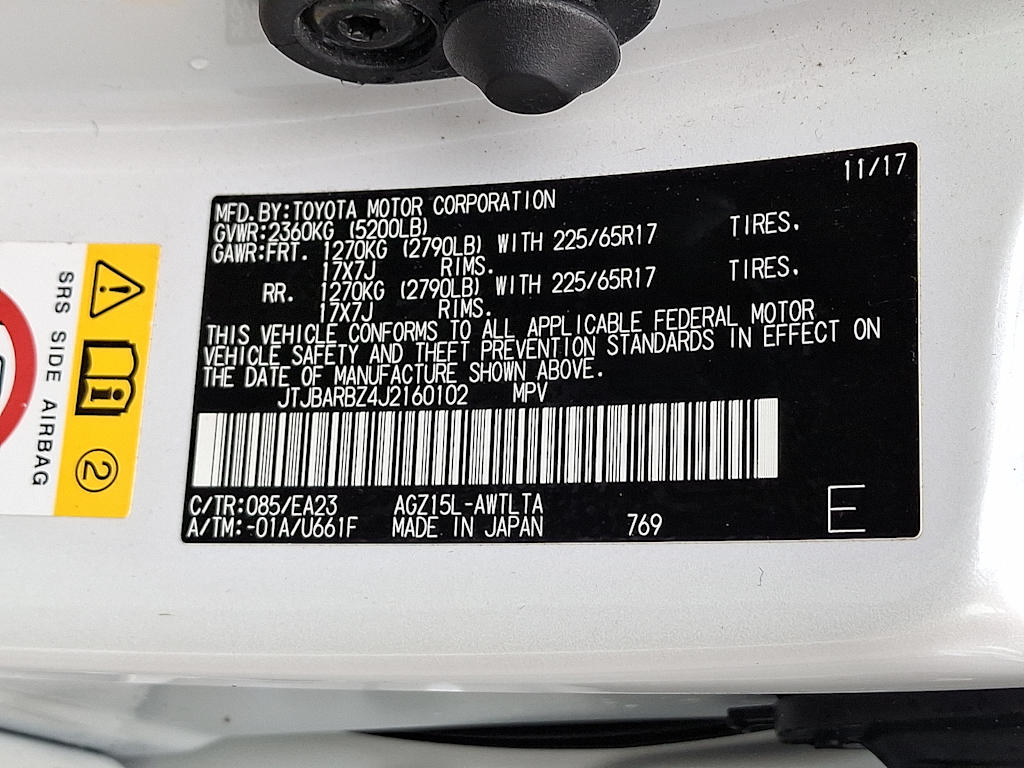 11/17
MFD. BY:TOYOTA MOTOR CORPORATION
GVWR:2360KG (5200LB)
GAWR:FRT. 1270KG (2790LB) WITH 225/65R17 TIRES.
17X7J RIMS.
RR. 1270KG (2790LB) WITH 225/65R17 TIRES.
17X7J RIMS.
THIS VEHICLE CONFORMS TO ALL APPLICABLE FEDERAL MOTOR
VEHICLE SAFETY AND THEFT PREVENTION STANDARDS IN EFFECT ON
THE DATE OF MANUFACTURE SHOWN ABOVE.
JTJBARBZ4J2160102 MPV
C/TR:085/EA23 AGZ15L-AWTLTA
A/TM:-01A/U661F MADE IN JAPAN 769 E
SRS SIDE AIRBAG
2